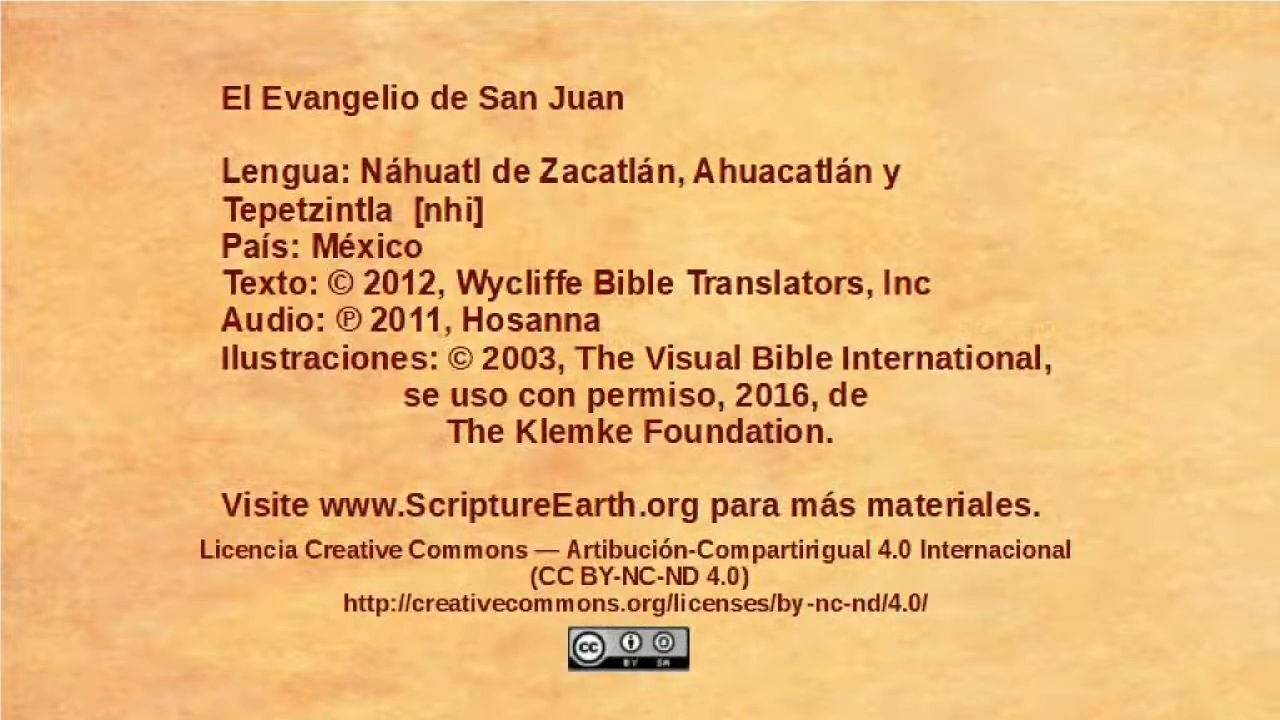 El Evangelio de San Juan
Lengua: Náhuatl de Zacatlán, Ahuacatlán y
Tepetzintla [nhi]
País: México
Texto: © 2012, Wycliffe Bible Translators, Inc
Audio: ℗ 2011, Hosanna
Ilustraciones: © 2003, The Visual Bible International,
se uso con permiso, 2016, de
The Klemke Foundation.
Visite www.ScriptureEarth.org para más materiales.
Licencia Creative Commons — Artibución-Compartirigual 4.0 Internacional
(CC BY-NC-ND 4.0)
http://creativecommons.org/licenses/by-nc-nd/4.0/
cc BY SA